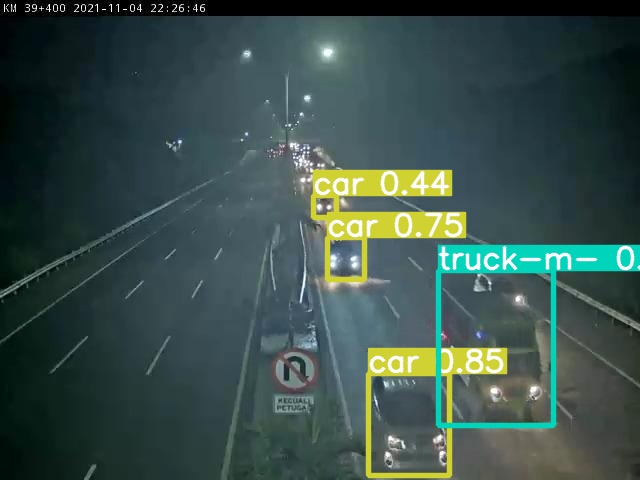 KM 39+400 2021-11-04 22:26:46
car 0.44
car 0.75
truck-m- 0.
car 0.85
KECUALI
PETUGAS